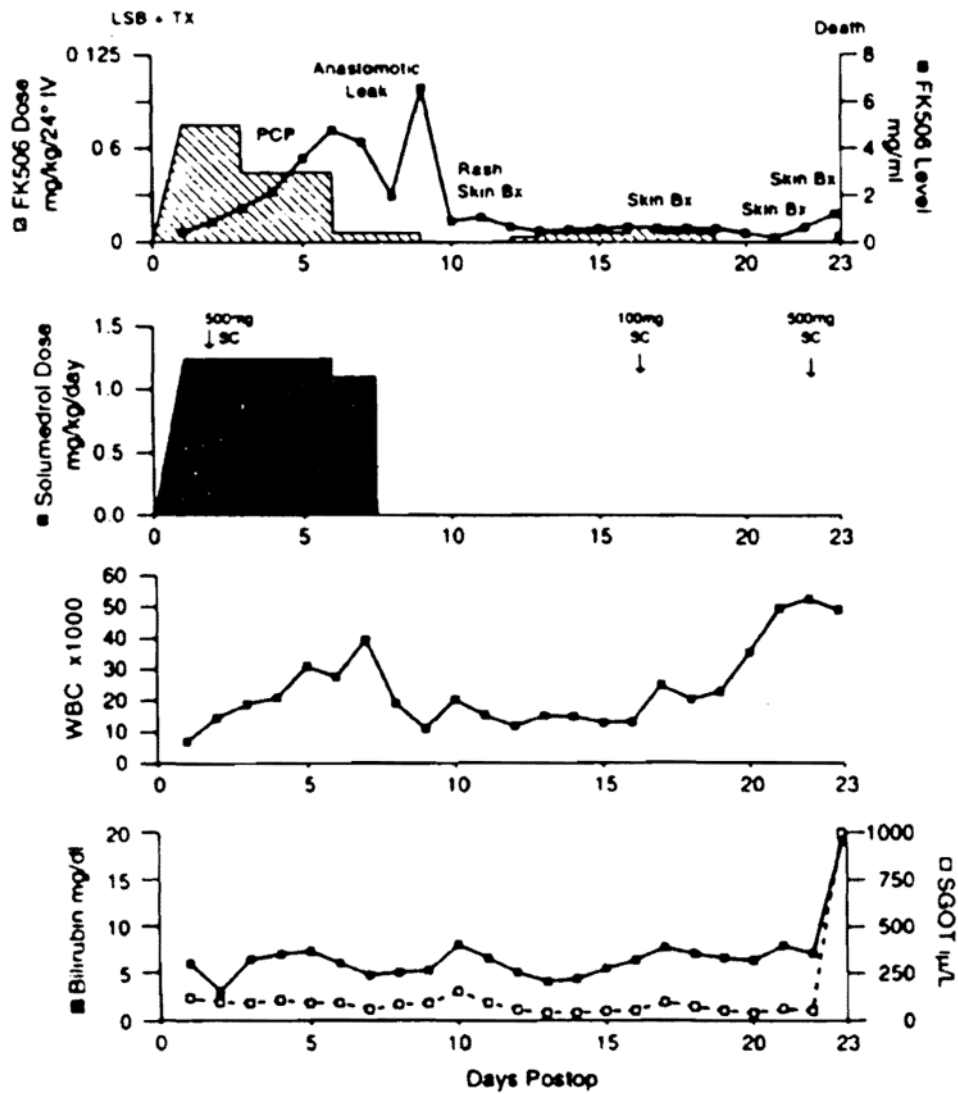 LSB + TX
Death
0.125
8
Anastomotic
Leak
6
PCP
0.6
4
Rash
Skin Bx
Skin Bx
Skin Bx
Skin Bx
2
0
0
0
5
10
15
20
23
FK506 Dose
mg/kg/24° IV
FK506 Level
mg/ml
500mg
SC
100mg
SC
500mg
SC
1.5
1.0
0.5
0.0
0
5
10
15
20
23
Solumedrol Dose
mg/kg/day
60
50
40
30
20
10
0
0
5
10
15
20
23
WBC x1000
20
15
10
5
0
1000
750
500
250
0
0
5
10
15
20
23
Bilirubin mg/dl
SGOT
Days Postop